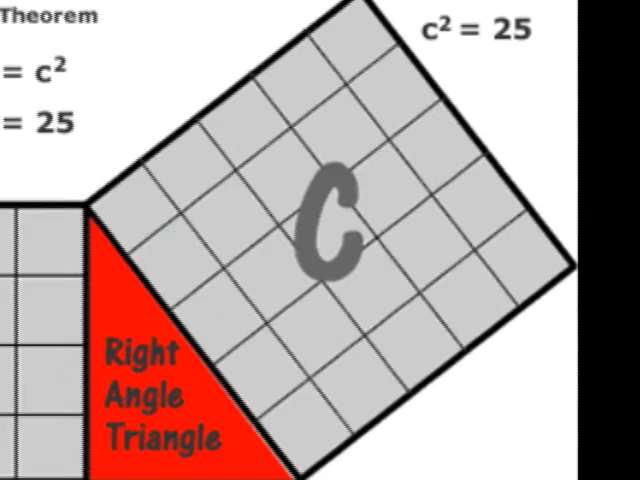 Theorem
= c²
= 25
c² = 25
C
Right
Angle
Triangle